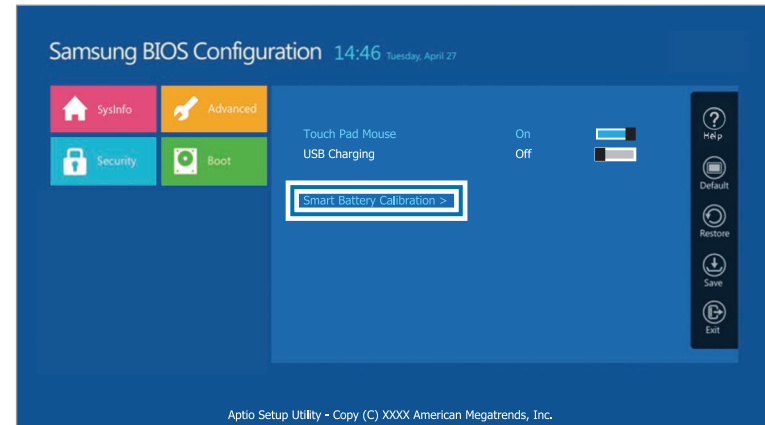 Samsung BIOS Configuration 14:46 Tuesday, April 27
SysInfo Advanced
Security Boot
Touch Pad Mouse On
USB Charging Off
Smart Battery Calibration >
Help
Default
Restore
Save
Exit
Aptio Setup Utility - Copy (C) XXXX American Megatrends, Inc.